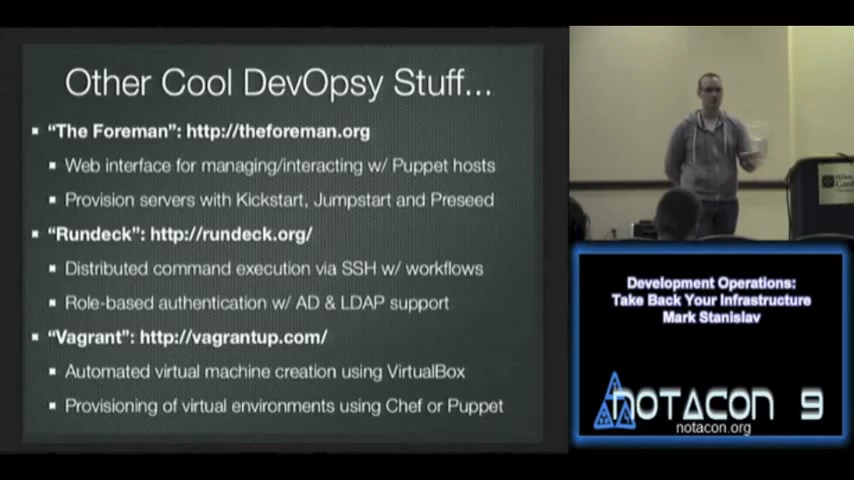 Other Cool DevOpsy Stuff...
“The Foreman”: http://theforeman.org
Web interface for managing/interacting w/ Puppet hosts
Provision servers with Kickstart, Jumpstart and Preseed
“Rundeck”: http://rundeck.org/
Distributed command execution via SSH w/ workflows
Role-based authentication w/ AD & LDAP support
“Vagrant”: http://vagrantup.com/
Automated virtual machine creation using VirtualBox
Provisioning of virtual environments using Chef or Puppet
Development Operations:
Take Back Your Infrastructure
Mark Stanislav
NOTACON 9
notacon.org